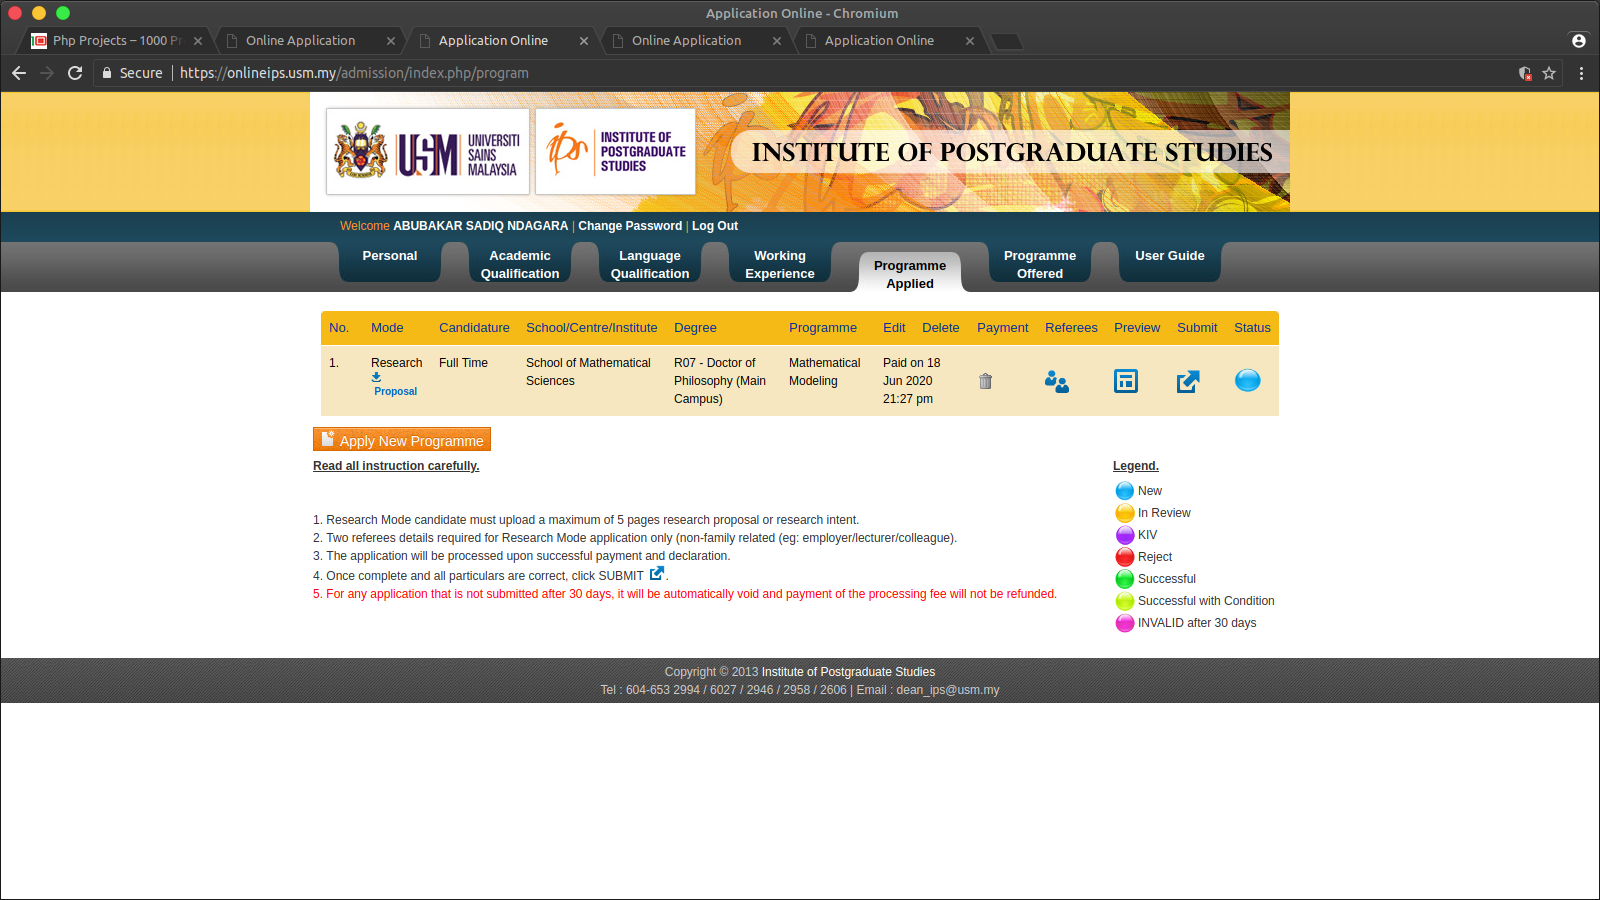 Application Online - Chromium
Php Projects – 1000 Pr
Online Application
Application Online
Online Application
Application Online
Secure | https://onlineips.usm.my/admission/index.php/program
USM UNIVERSITI SAINS MALAYSIA
ips INSTITUTE OF POSTGRADUATE STUDIES
INSTITUTE OF POSTGRADUATE STUDIES
Welcome ABUBAKAR SADIQ NDAGARA | Change Password | Log Out
Personal
Academic Qualification
Language Qualification
Working Experience
Programme Applied
Programme Offered
User Guide
No. Mode Candidature School/Centre/Institute Degree Programme Edit Delete Payment Referees Preview Submit Status
1. Research Full Time School of Mathematical R07 - Doctor of Mathematical Paid on 18
Sciences Philosophy (Main Modeling Jun 2020
Proposal Campus) 21:27 pm
Apply New Programme
Read all instruction carefully.
1. Research Mode candidate must upload a maximum of 5 pages research proposal or research intent.
2. Two referees details required for Research Mode application only (non-family related (eg: employer/lecturer/colleague).
3. The application will be processed upon successful payment and declaration.
4. Once complete and all particulars are correct, click SUBMIT .
5. For any application that is not submitted after 30 days, it will be automatically void and payment of the processing fee will not be refunded.
Legend.
New
In Review
KIV
Reject
Successful
Successful with Condition
INVALID after 30 days
Copyright © 2013 Institute of Postgraduate Studies
Tel : 604-653 2994 / 6027 / 2946 / 2958 / 2606 | Email : dean_ips@usm.my